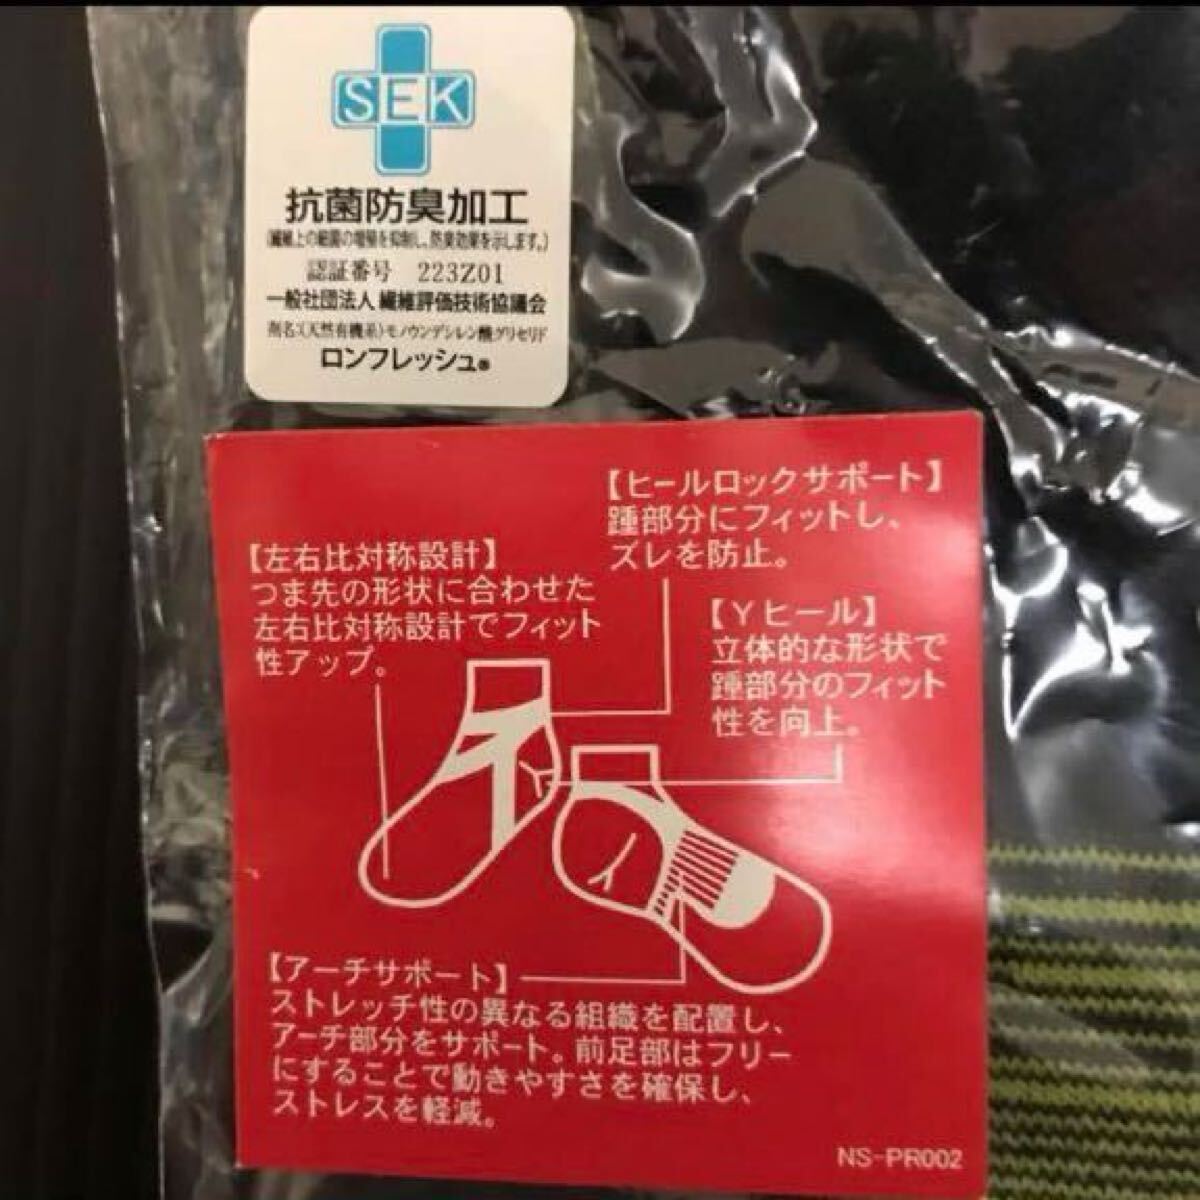 SEK
抗菌防臭加工
(繊維上の細菌の増殖を抑制し、防臭効果を示します。)
認証番号 223Z01
一般社団法人 繊維評価技術協議会
剤名:(天然有機系)モノウンデシレン酸グリセリド
ロンフレッシュ®
【ヒールロックサポート】
踵部分にフィットし、
ズレを防止。
【左右比対称設計】
つま先の形状に合わせた
左右比対称設計でフィット
性アップ。
【Yヒール】
立体的な形状で
踵部分のフィット
性を向上。
【アーチサポート】
ストレッチ性の異なる組織を配置し、
アーチ部分をサポート。前足部はフリー
にすることで動きやすさを確保し、
ストレスを軽減。
NS-PR002